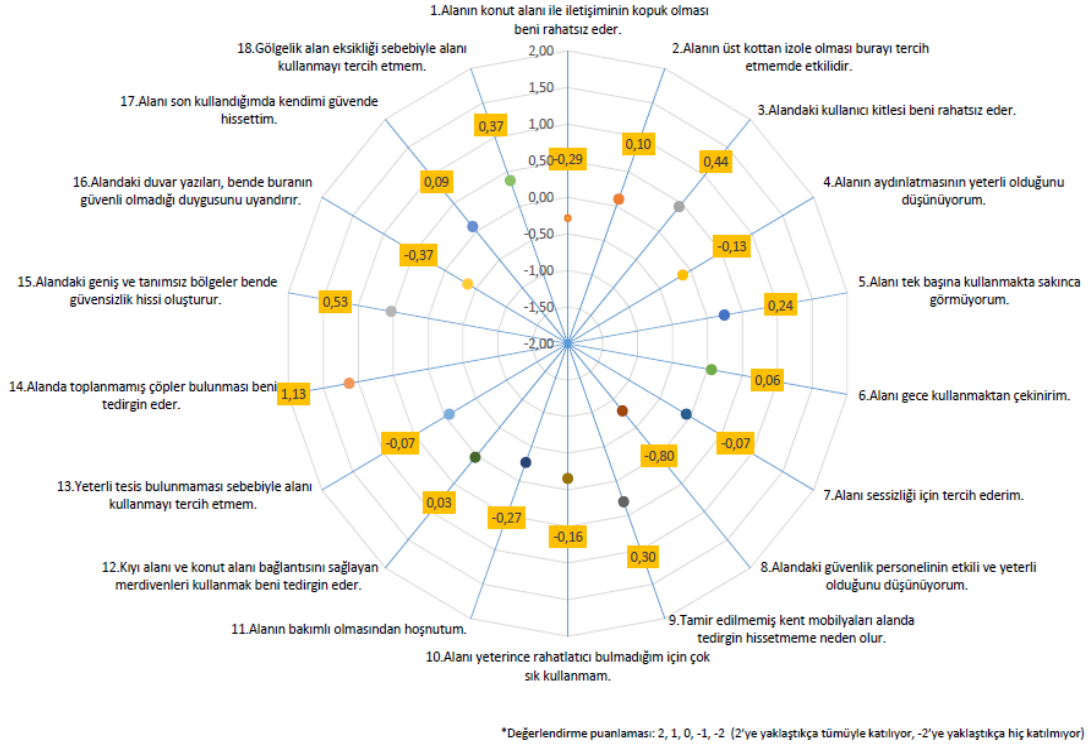 1.Alanın konut alanı ile iletişiminin kopuk olması
beni rahatsız eder.
2.Alanın üst kottan izole olması burayı tercih
etmemde etkilidir.
3.Alandaki kullanıcı kitlesi beni rahatsız eder.
4.Alanın aydınlatmasının yeterli olduğunu
düşünüyorum.
5.Alanı tek başına kullanmakta sakınca
görmüyorum.
6.Alanı gece kullanmaktan çekinirim.
7.Alanı sessizliği için tercih ederim.
8.Alandaki güvenlik personelinin etkili ve yeterli
olduğunu düşünüyorum.
9.Tamir edilmemiş kent mobilyaları alanda
tedirgin hissetmeme neden olur.
10.Alanı yeterince rahatlatıcı bulmadığım için çok
sık kullanmam.
11.Alanın bakımlı olmasından hoşnutum.
12.Kıyı alanı ve konut alanı bağlantısını sağlayan
merdivenleri kullanmak beni tedirgin eder.
13.Yeterli tesis bulunmaması sebebiyle alanı
kullanmayı tercih etmem.
14.Alanda toplanmamış çöpler bulunması beni
tedirgin eder.
15.Alandaki geniş ve tanımsız bölgeler bende
güvensizlik hissi oluşturur.
16.Alandaki duvar yazıları, bende buranın
güvenli olmadığı duygusunu uyandırır.
17.Alanı son kullandığımda kendimi güvende
hissettim.
18.Gölgelik alan eksikliği sebebiyle alanı
kullanmayı tercih etmem.
2,00
1,50
1,00
0,50
0,00
-0,50
-1,00
-1,50
-2,00
-0,29
0,10
0,44
-0,13
0,24
0,06
-0,07
-0,80
0,30
-0,16
-0,27
0,03
-0,07
1,13
0,53
-0,37
0,09
0,37
*Değerlendirme puanlaması: 2, 1, 0, -1, -2 (2'ye yaklaştıkça tümüyle katılıyor, -2'ye yaklaştıkça hiç katılmıyor)